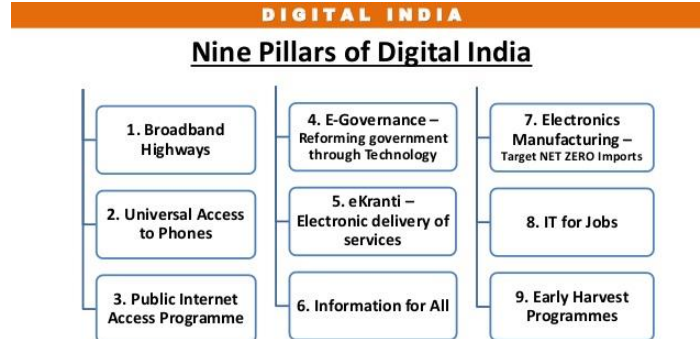 DIGITAL INDIA
Nine Pillars of Digital India
1. Broadband
Highways
2. Universal Access
to Phones
3. Public Internet
Access Programme
4. E-Governance –
Reforming government
through Technology
5. eKranti –
Electronic delivery of
services
6. Information for All
7. Electronics
Manufacturing –
Target NET ZERO Imports
8. IT for Jobs
9. Early Harvest
Programmes